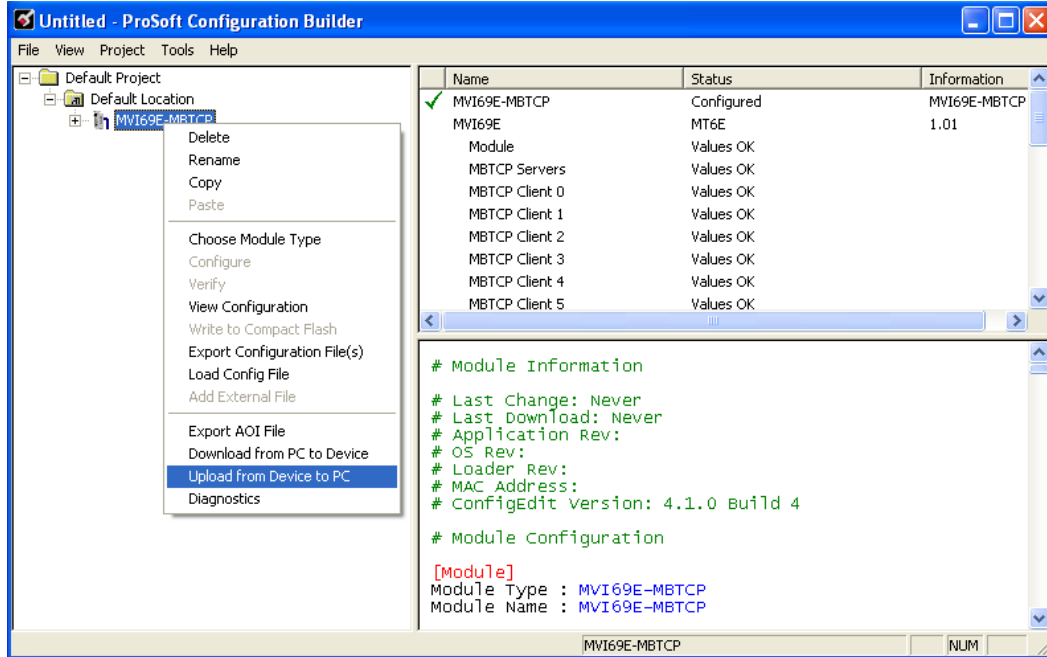 Untitled - ProSoft Configuration Builder
File View Project Tools Help
Default Project
Default Location
MVI69E-MBTCP
Delete
Rename
Copy
Paste
Choose Module Type
Configure
Verify
View Configuration
Write to Compact Flash
Export Configuration File(s)
Load Config File
Add External File
Export AOI File
Download from PC to Device
Upload from Device to PC
Diagnostics
Name Status Information
MVI69E-MBTCP Configured MVI69E-MBTCP
MVI69E MT6E 1.01
Module Values OK
MBTCP Servers Values OK
MBTCP Client 0 Values OK
MBTCP Client 1 Values OK
MBTCP Client 2 Values OK
MBTCP Client 3 Values OK
MBTCP Client 4 Values OK
MBTCP Client 5 Values OK
# Module Information
# Last Change: Never
# Last Download: Never
# Application Rev:
# OS Rev:
# Loader Rev:
# MAC Address:
# ConfigEdit Version: 4.1.0 Build 4
# Module Configuration
[Module]
Module Type : MVI69E-MBTCP
Module Name : MVI69E-MBTCP
MVI69E-MBTCP NUM